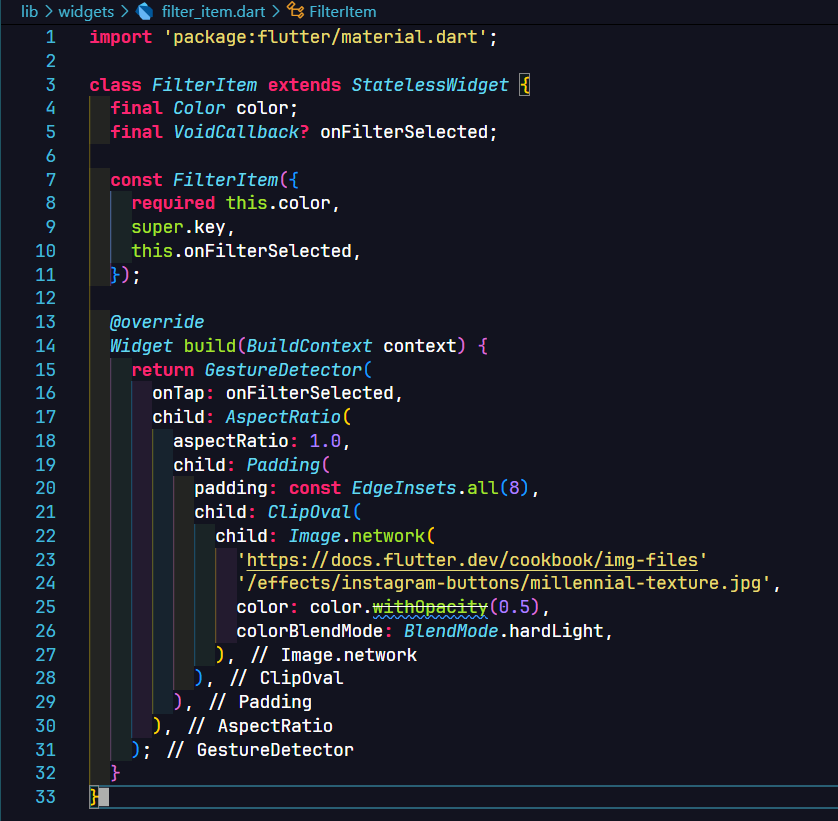 lib > widgets > filter_item.dart > FilterItem
1 import 'package:flutter/material.dart';
2
3 class FilterItem extends StatelessWidget {
4   final Color color;
5   final VoidCallback? onFilterSelected;
6
7   const FilterItem({
8     required this.color,
9     super.key,
10     this.onFilterSelected,
11   });
12
13   @override
14   Widget build(BuildContext context) {
15     return GestureDetector(
16       onTap: onFilterSelected,
17       child: AspectRatio(
18         aspectRatio: 1.0,
19         child: Padding(
20           padding: const EdgeInsets.all(8),
21           child: ClipOval(
22             child: Image.network(
23               'https://docs.flutter.dev/cookbook/img-files'
24               '/effects/instagram-buttons/millennial-texture.jpg',
25               color: color.withOpacity(0.5),
26               colorBlendMode: BlendMode.hardLight,
27             ), // Image.network
28           ), // ClipOval
29         ), // Padding
30       ), // AspectRatio
31     ); // GestureDetector
32   }
33 }